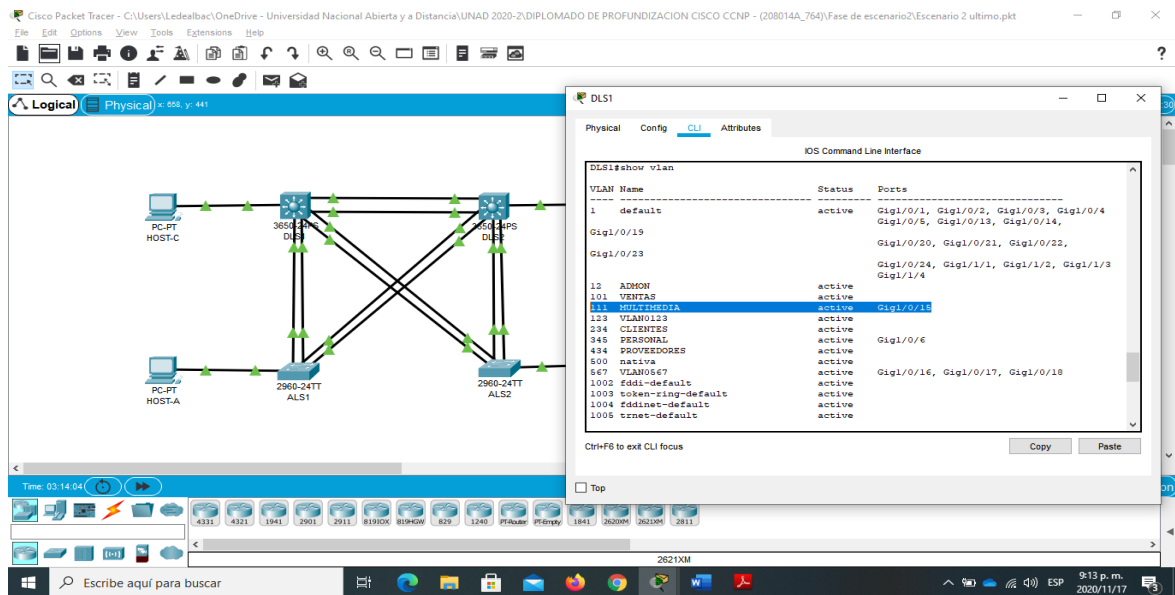 Cisco Packet Tracer - C:\Users\Ledealbac\OneDrive - Universidad Nacional Abierta y a Distancia\UNAD 2020-2\DIPLOMADO DE PROFUNDIZACION CISCO CCNP - (208014A_764)\Fase de escenario2\Escenario 2 ultimo.pkt
File Edit Options View Tools Extensions Help
?
Logical Physical x: 658, y: 441
:30
PC-PT
HOST-C
3650-24PS
DLS1
3650-24PS
DLS2
PC-PT
HOST-A
2960-24TT
ALS1
2960-24TT
ALS2
DLS1
Physical Config CLI Attributes
IOS Command Line Interface
DLS1#show vlan
VLAN Name Status Ports
1 default active Gig1/0/1, Gig1/0/2, Gig1/0/3, Gig1/0/4
Gig1/0/5, Gig1/0/13, Gig1/0/14,
Gig1/0/19
Gig1/0/20, Gig1/0/21, Gig1/0/22,
Gig1/0/23
Gig1/0/24, Gig1/1/1, Gig1/1/2, Gig1/1/3
Gig1/1/4
12 ADMON active
101 VENTAS active
111 MULTIMEDIA active Gig1/0/15
123 VLAN0123 active
234 CLIENTES active
345 PERSONAL active Gig1/0/6
434 PROVEEDORES active
500 nativa active
567 VLAN0567 active Gig1/0/16, Gig1/0/17, Gig1/0/18
1002 fddi-default active
1003 token-ring-default active
1004 fddinet-default active
1005 trnet-default active
Ctrl+F6 to exit CLI focus
Copy Paste
Top
Time: 03:14:04
4331 4321 1941 2901 2911 819IOX 819HGW 829 1240 PT-Router PT-Empty 1841 2620XM 2621XM 2811
2621XM
Escribe aquí para buscar
ESP
9:13 p. m.
2020/11/17
3